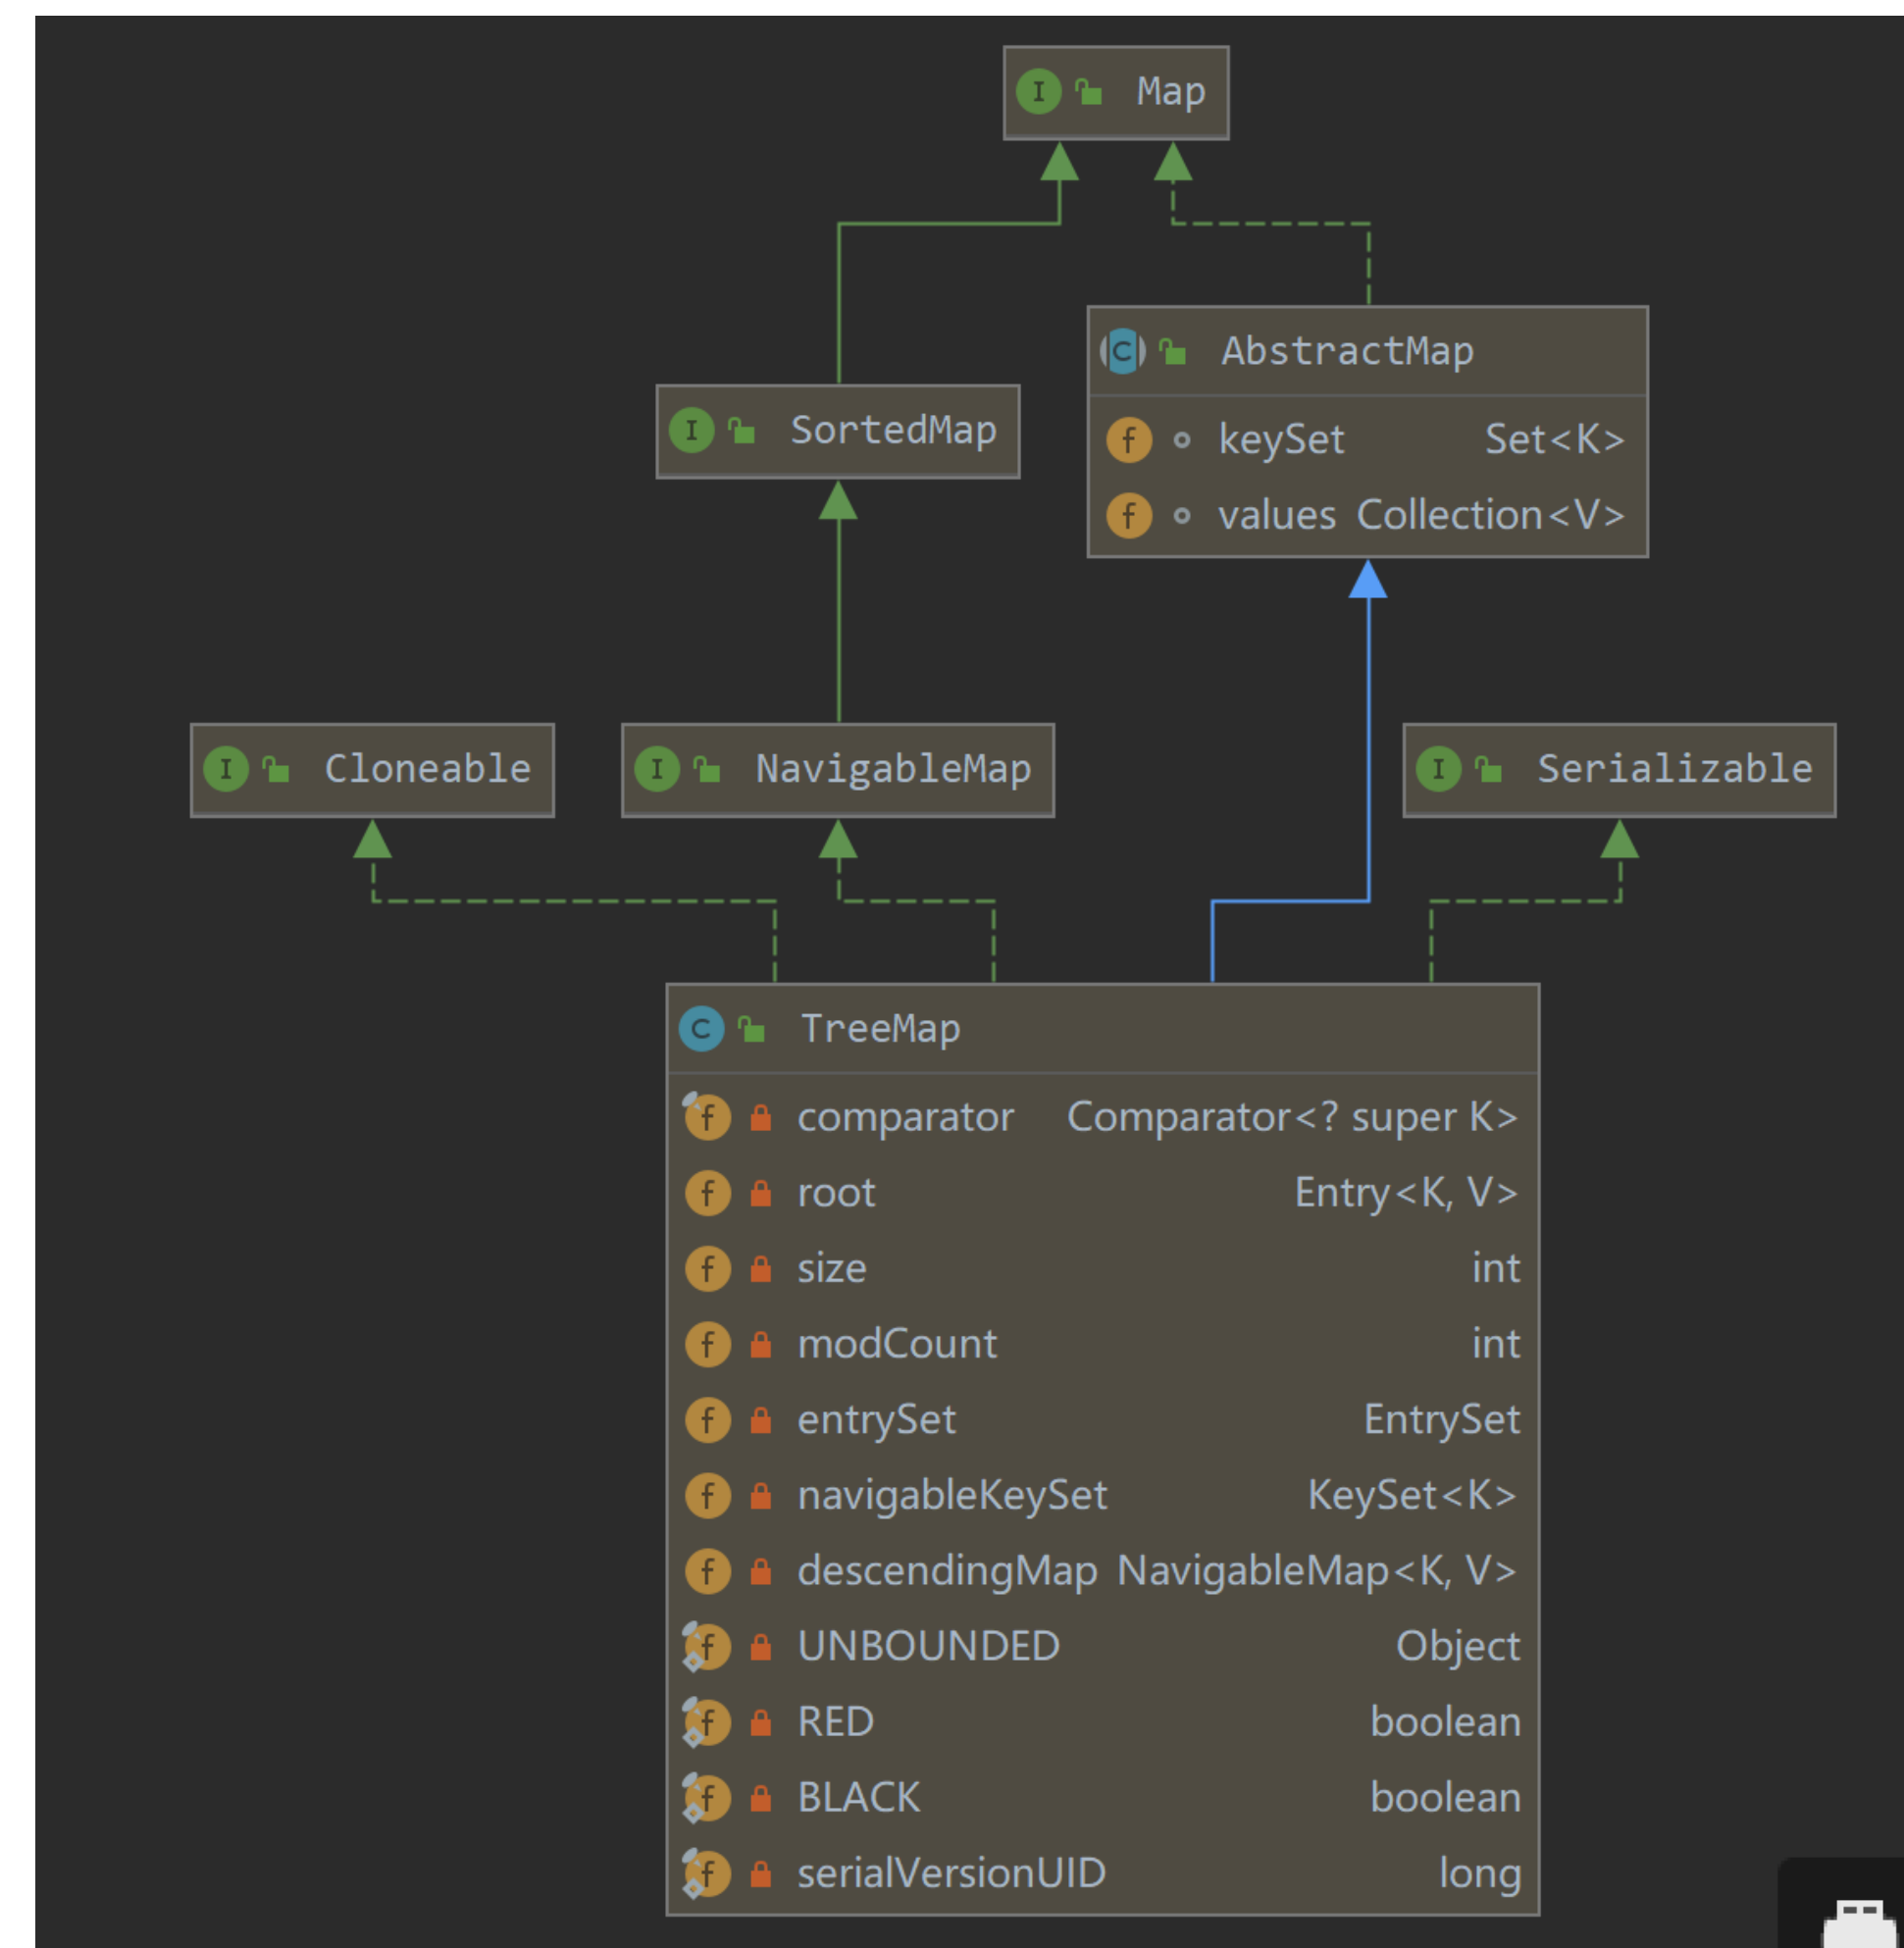 Map
AbstractMap
keySet Set<K>
values Collection<V>
SortedMap
Cloneable
NavigableMap
Serializable
TreeMap
comparator Comparator<? super K>
root Entry<K, V>
size int
modCount int
entrySet EntrySet
navigableKeySet KeySet<K>
descendingMap NavigableMap<K, V>
UNBOUNDED Object
RED boolean
BLACK boolean
serialVersionUID long